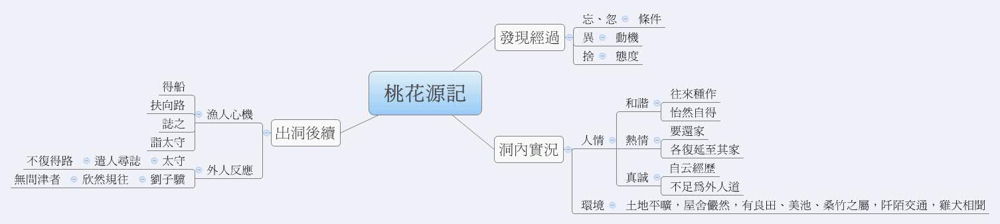 桃花源記
發現經過
忘、忽 條件
異 動機
捨 態度
洞內實況
人情
和諧
往來種作
怡然自得
熱情
要還家
各復延至其家
真誠
自云經歷
不足為外人道
環境 土地平曠，屋舍儼然，有良田、美池、桑竹之屬，阡陌交通，雞犬相聞
出洞後續
漁人心機
得船
扶向路
誌之
詣太守
外人反應
太守 遣人尋誌 不復得路
劉子驥 欣然規往 無問津者